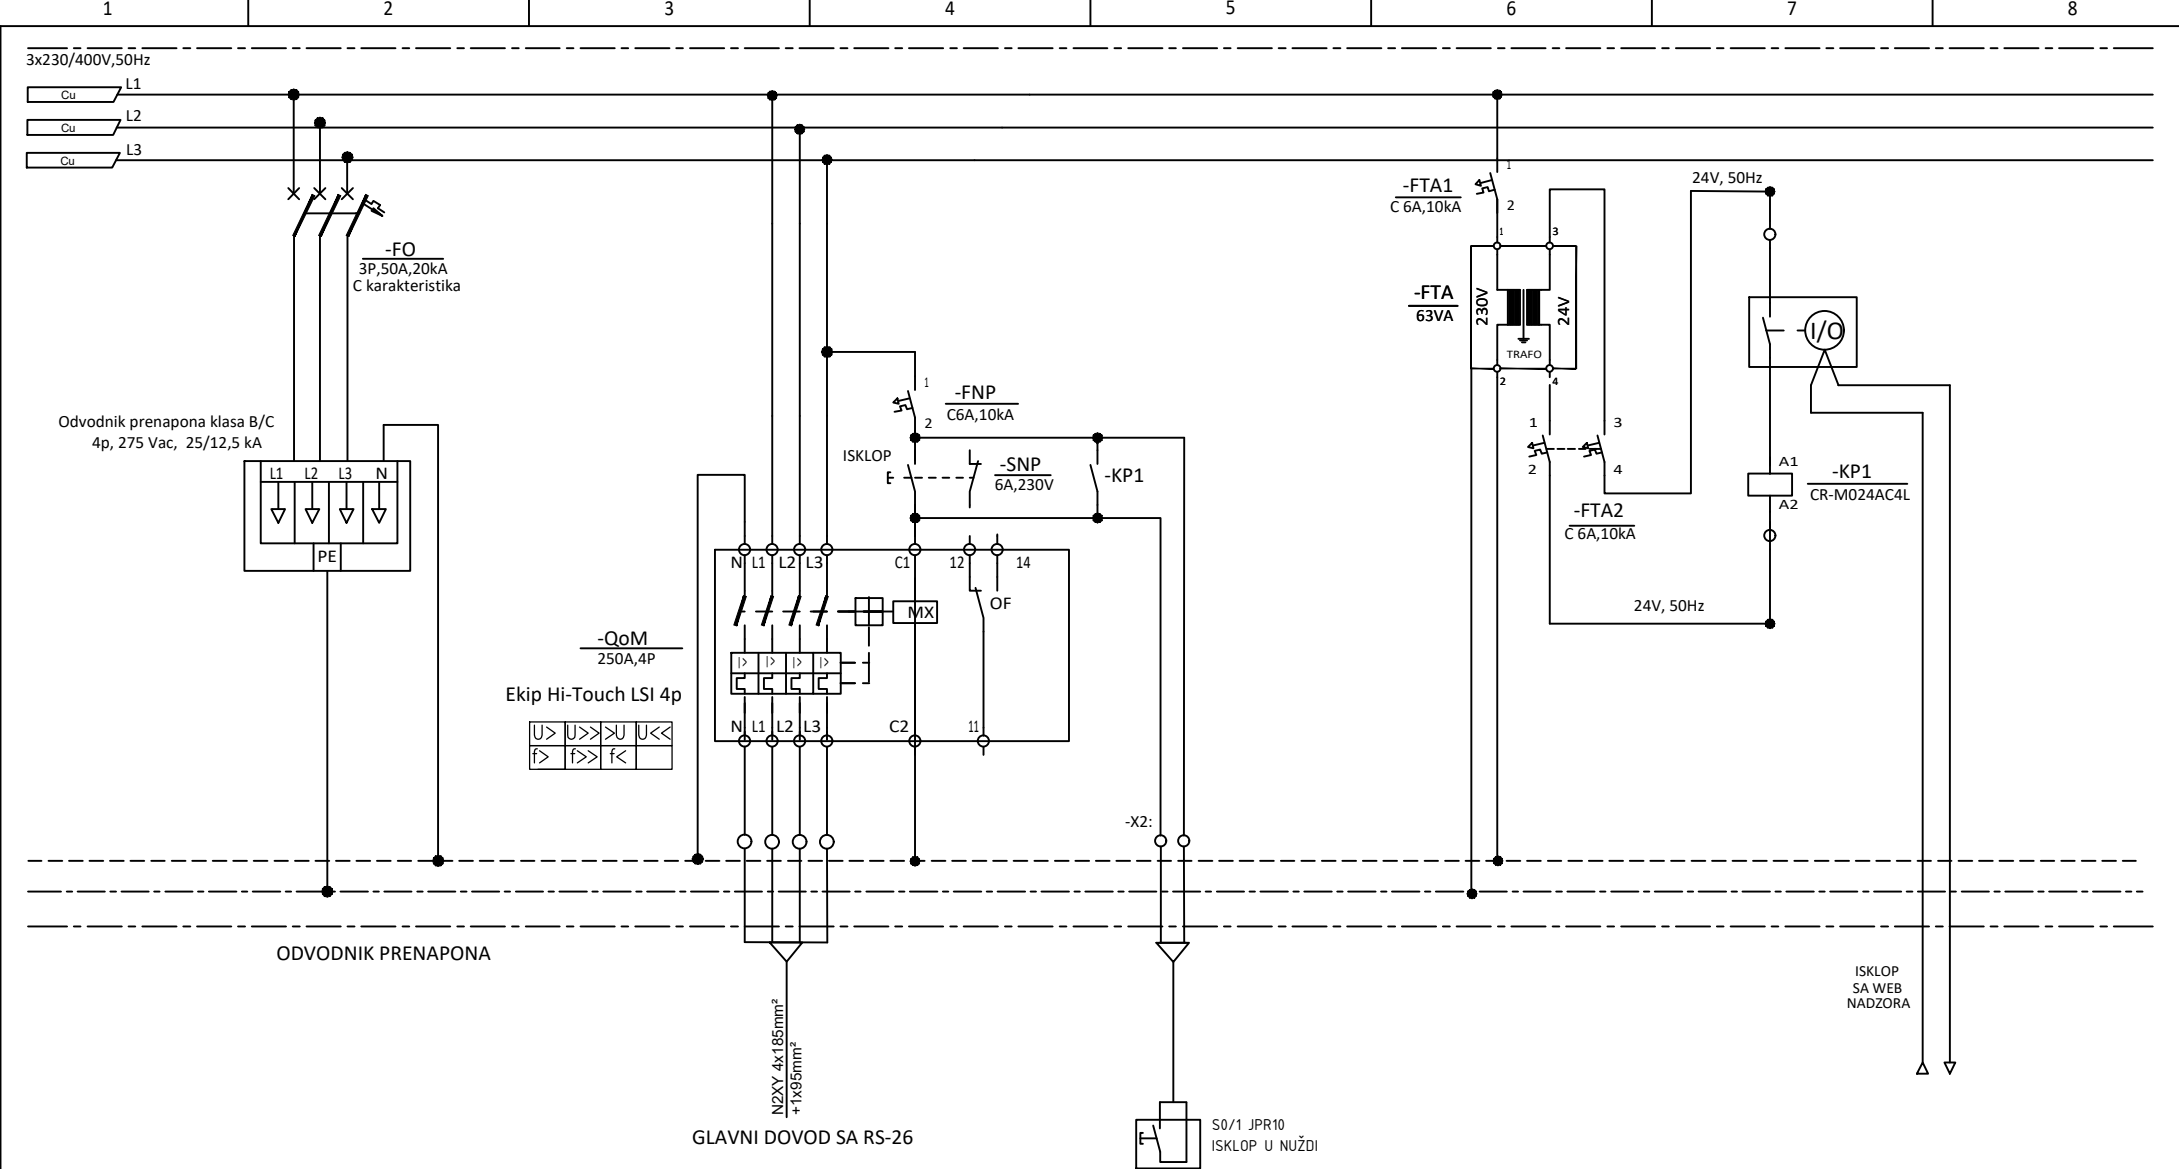 1 2 3 4 5 6 7 8
3x230/400V,50Hz
Cu L1
Cu L2
Cu L3
-FO
3P,50A,20kA
C karakteristika
Odvodnik prenapona klasa B/C
4p, 275 Vac, 25/12,5 kA
L1 L2 L3 N
PE
ODVODNIK PRENAPONA
-QoM
250A,4P
Ekip Hi-Touch LSI 4p
U> U>> >U U<<
f> f>> f<
1
-FNP
C6A,10kA
2
ISKLOP
-SNP
6A,230V
-KP1
N L1 L2 L3 C1 12 14
MX
OF
I> I> I> I>
N L1 L2 L3 C2 11
-X2:
N2XY 4x185mm²
+1x95mm²
GLAVNI DOVOD SA RS-26
S0/1 JPR10
ISKLOP U NUŽDI
1
-FTA1
C 6A,10kA
2
1 3
-FTA
63VA
230V
24V
TRAFO
2 4
1 3
2 4
-FTA2
C 6A,10kA
24V, 50Hz
I/O
A1
-KP1
CR-M024AC4L
A2
24V, 50Hz
ISKLOP
SA WEB
NADZORA